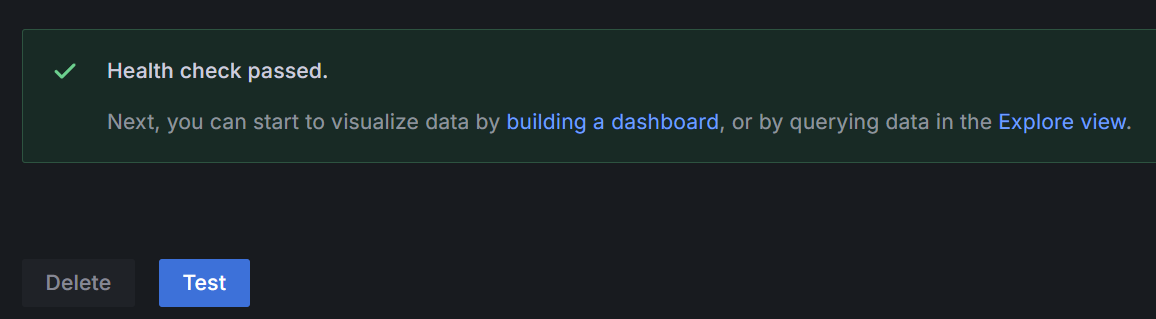 Health check passed.
Next, you can start to visualize data by building a dashboard, or by querying data in the Explore view.
Delete
Test